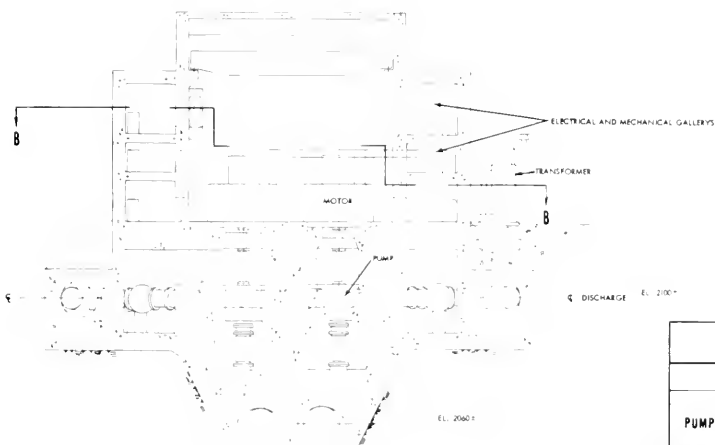 B
ELECTRICAL AND MECHANICAL GALLERYS
TRANSFORMER
MOTOR
B
PUMP
℄
℄ DISCHARGE EL. 2100±
EL. 2060±
PUMP